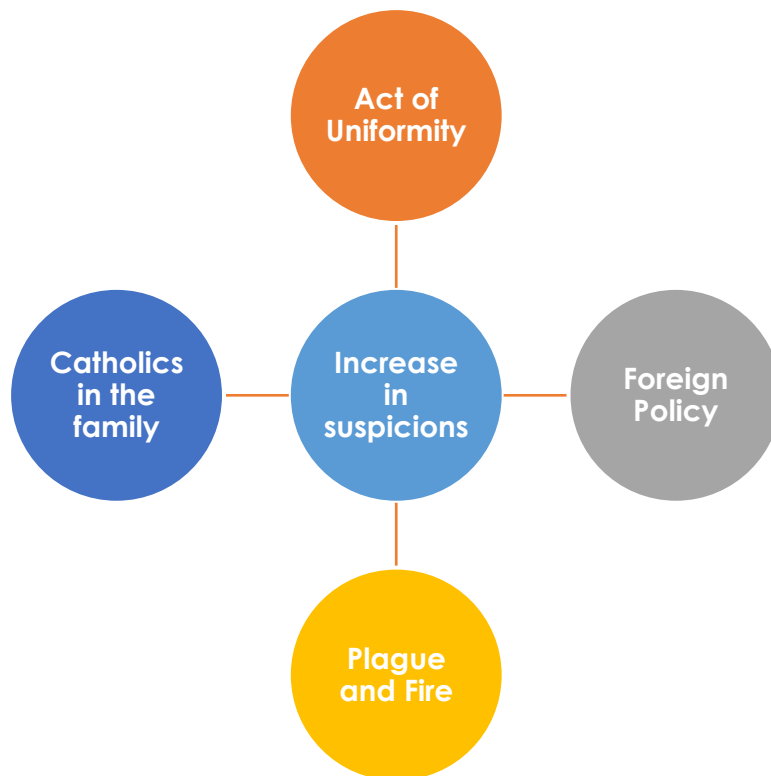 Act of
Uniformity
Catholics
in the
family
Increase
in
suspicions
Foreign
Policy
Plague
and Fire